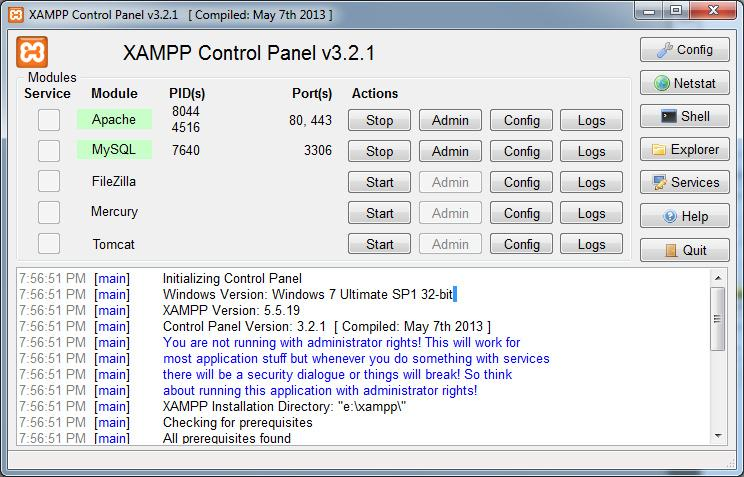 XAMPP Control Panel v3.2.1 [ Compiled: May 7th 2013 ]
XAMPP Control Panel v3.2.1
Config
Netstat
Shell
Explorer
Services
Help
Quit
Modules
Service Module PID(s) Port(s) Actions
Apache 8044 4516 80, 443 Stop Admin Config Logs
MySQL 7640 3306 Stop Admin Config Logs
FileZilla Start Admin Config Logs
Mercury Start Admin Config Logs
Tomcat Start Admin Config Logs
7:56:51 PM [main] Initializing Control Panel
7:56:51 PM [main] Windows Version: Windows 7 Ultimate SP1 32-bit
7:56:51 PM [main] XAMPP Version: 5.5.19
7:56:51 PM [main] Control Panel Version: 3.2.1 [ Compiled: May 7th 2013 ]
7:56:51 PM [main] You are not running with administrator rights! This will work for
7:56:51 PM [main] most application stuff but whenever you do something with services
7:56:51 PM [main] there will be a security dialogue or things will break! So think
7:56:51 PM [main] about running this application with administrator rights!
7:56:51 PM [main] XAMPP Installation Directory: "e:\xampp\"
7:56:51 PM [main] Checking for prerequisites
7:56:51 PM [main] All prerequisites found